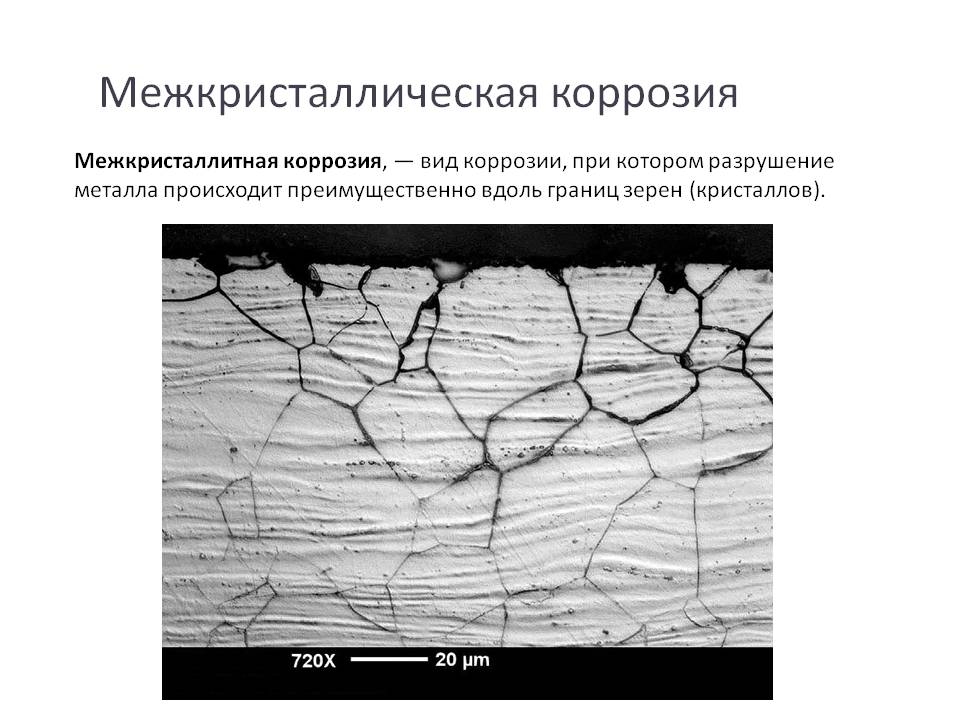 Межкристаллическая коррозия
Межкристаллитная коррозия, — вид коррозии, при котором разрушение
металла происходит преимущественно вдоль границ зерен (кристаллов).
720X 20 µm